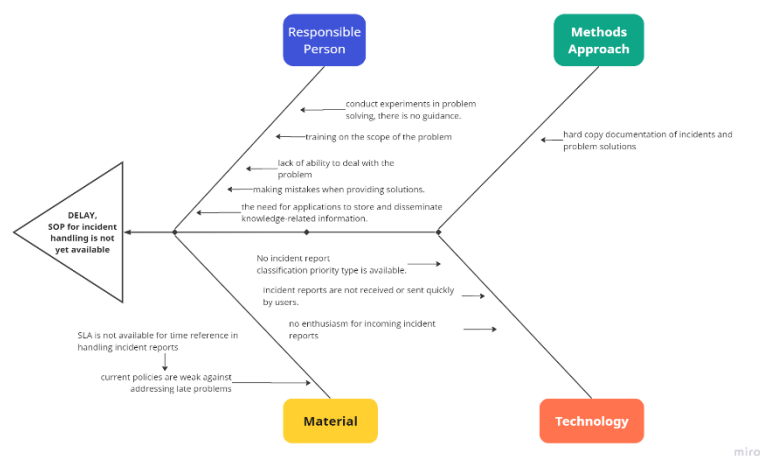 Responsible
Person
Methods
Approach
conduct experiments in problem
solving, there is no guidance.
training on the scope of the problem
hard copy documentation of incidents and
problem solutions
lack of ability to deal with the
problem
making mistakes when providing solutions.
the need for applications to store and disseminate
knowledge-related information.
DELAY,
SOP for incident
handling is not
yet available
No incident report
classification priority type is available.
Incident reports are not received or sent quickly
by users.
no enthusiasm for incoming incident
reports
SLA is not available for time reference in
handling incident reports
current policies are weak against
addressing late problems
Material
Technology
miro